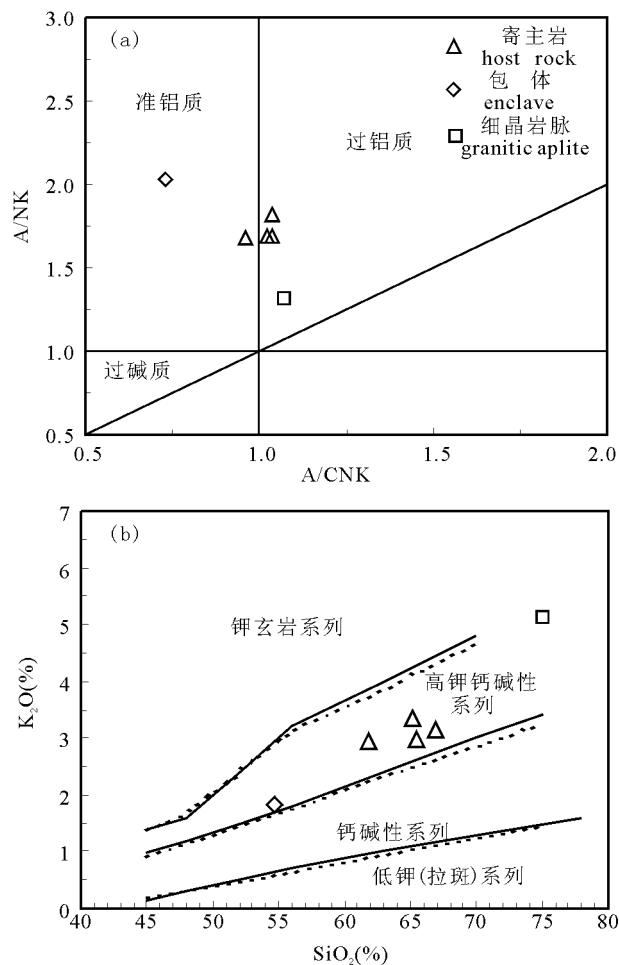 3.0
(a)
寄主岩
host rock
包 体
enclave
细晶岩脉
granitic aplite
准铝质
过铝质
2.5
2.0
1.5
1.0
0.5
A/NK
过碱质
0.5
1.0
1.5
2.0
A/CNK
7
(b)
6
5
4
3
2
1
0
K₂O(%)
钾玄岩系列
高钾钙碱性
系列
钙碱性系列
低钾(拉斑)系列
40
45
50
55
60
65
70
75
80
SiO₂(%)